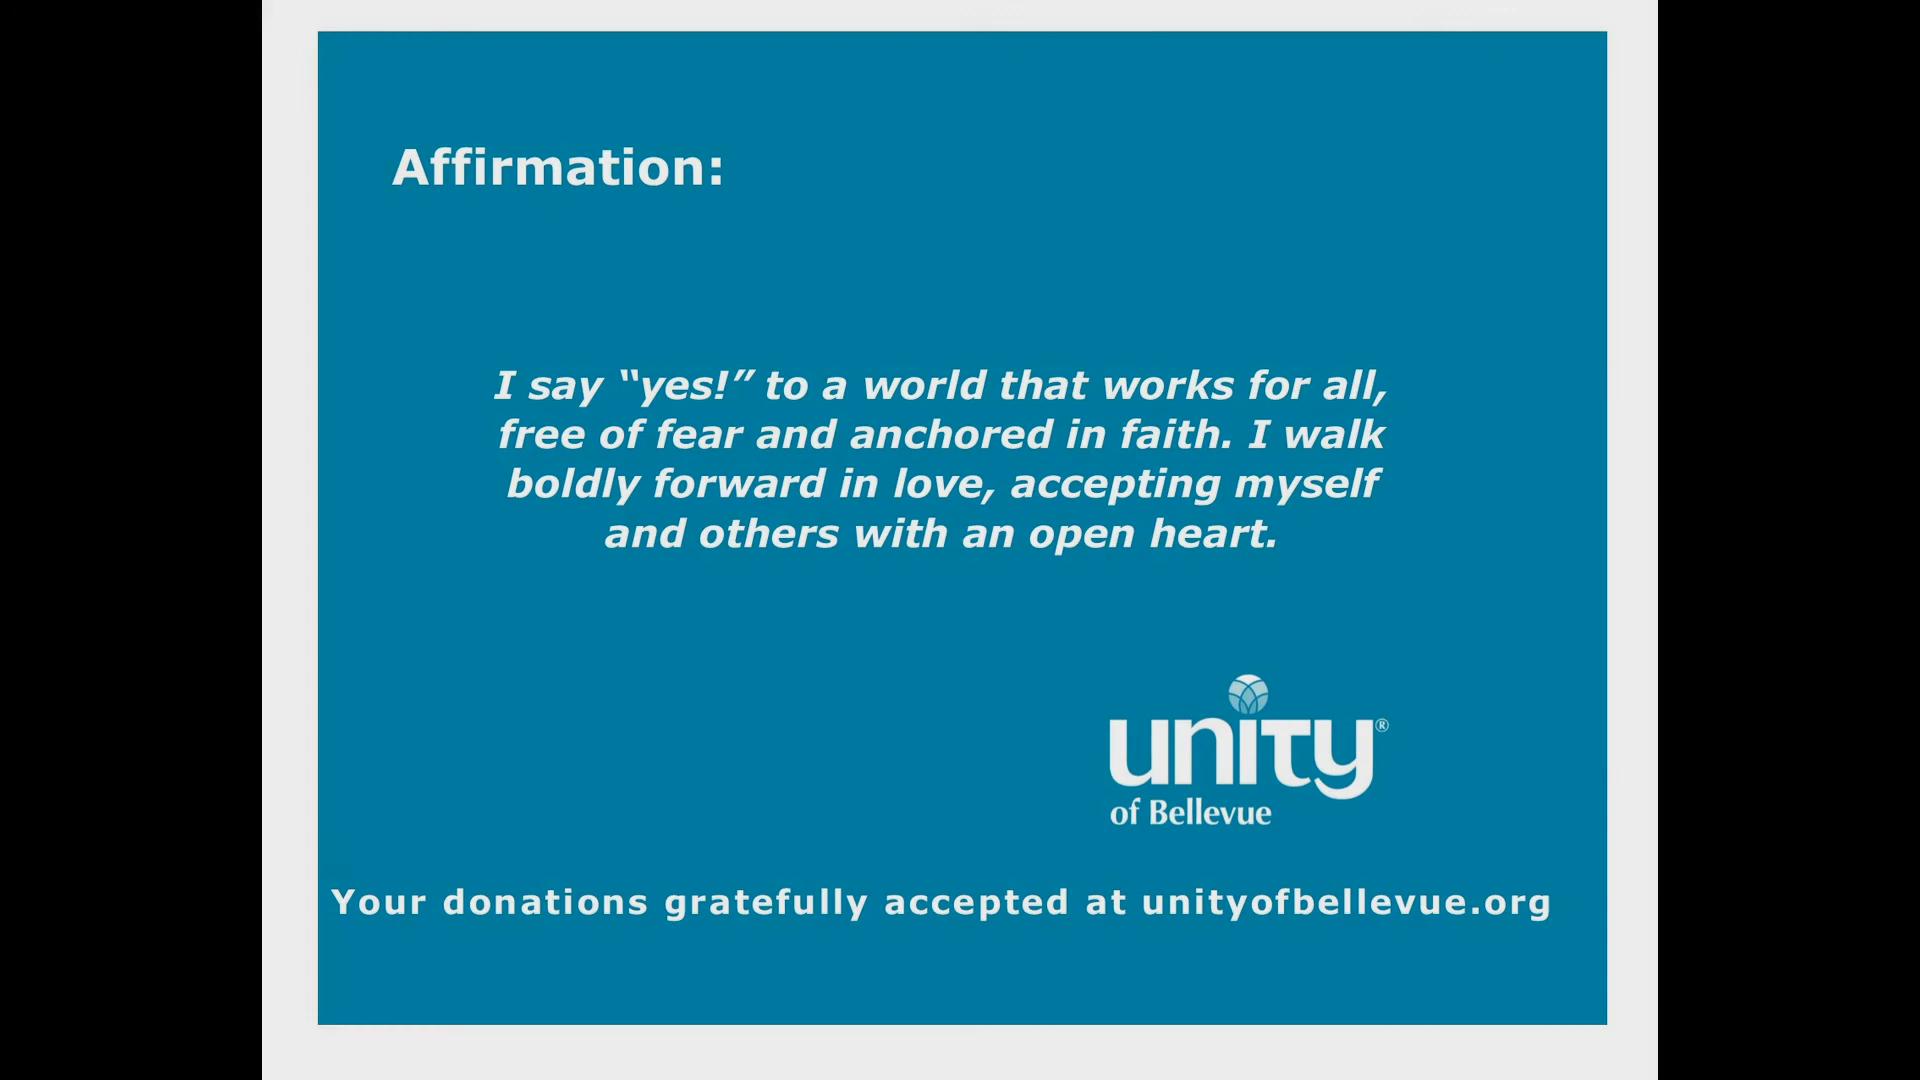 Affirmation:
I say “yes!” to a world that works for all,
free of fear and anchored in faith. I walk
boldly forward in love, accepting myself
and others with an open heart.
unity®
of Bellevue
Your donations gratefully accepted at unityofbellevue.org